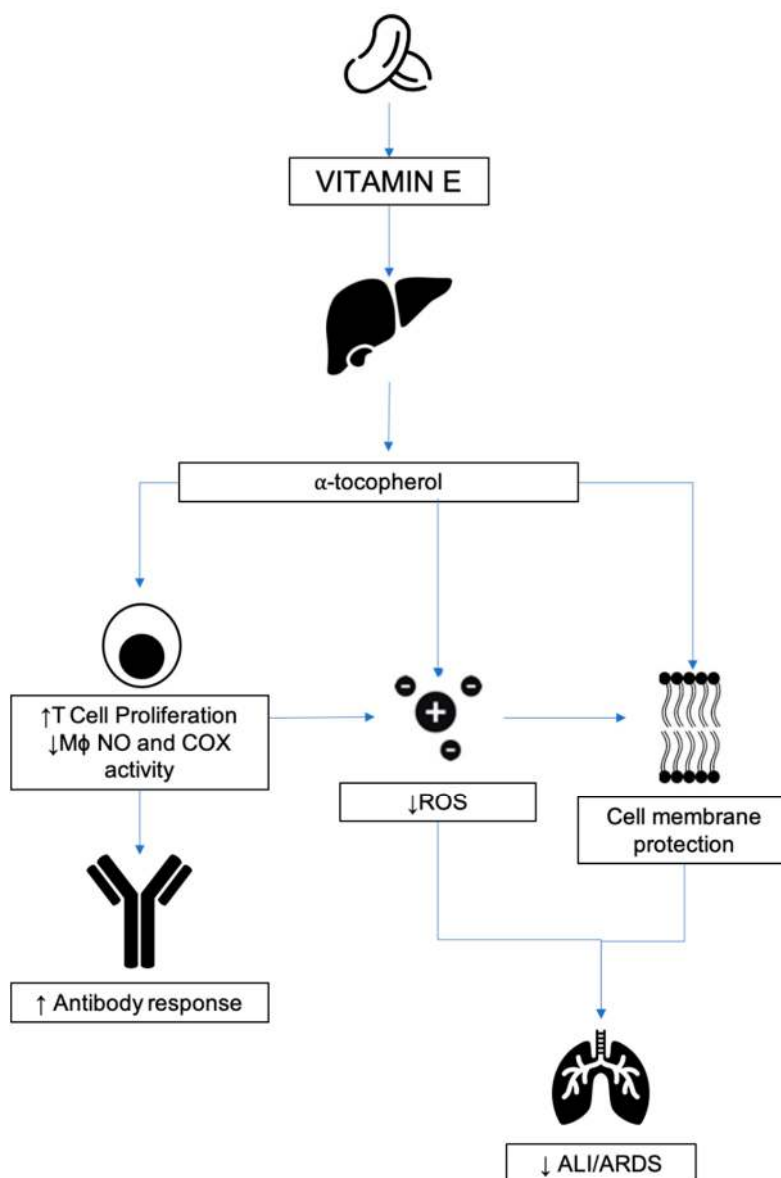 VITAMIN E
α-tocopherol
↑T Cell Proliferation
↓Mϕ NO and COX
activity
↓ROS
Cell membrane
protection
↑ Antibody response
↓ ALI/ARDS